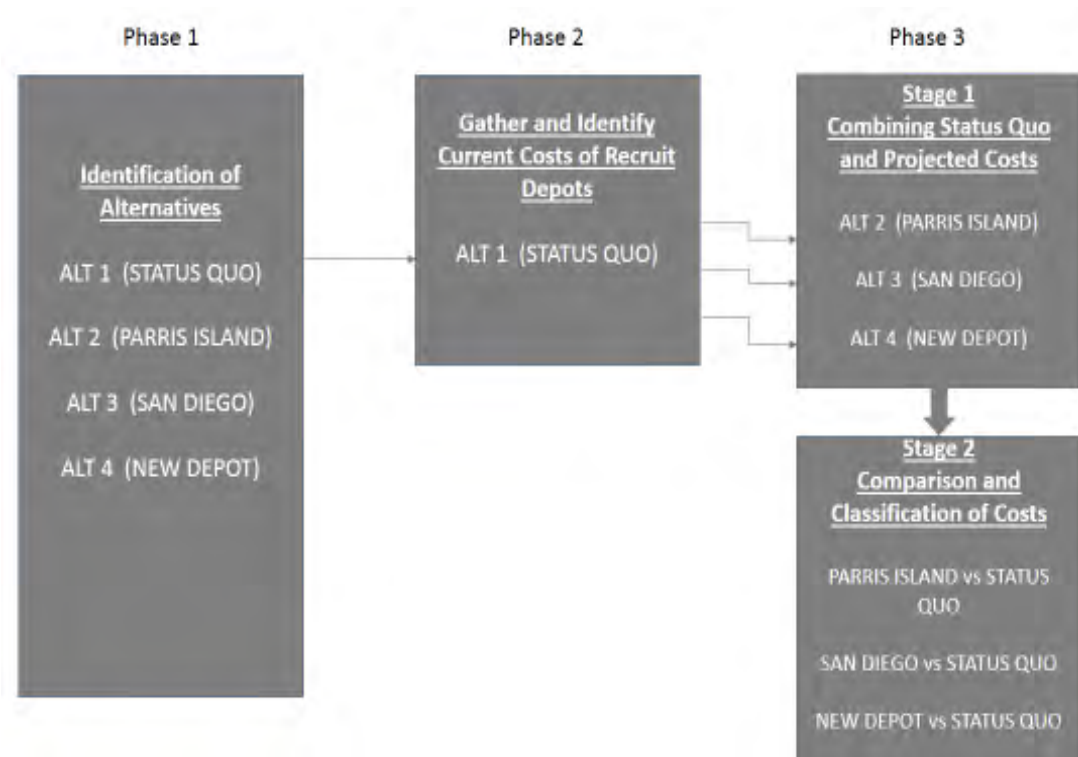 Phase 1
Identification of
Alternatives
ALT 1 (STATUS QUO)
ALT 2 (PARRIS ISLAND)
ALT 3 (SAN DIEGO)
ALT 4 (NEW DEPOT)
Phase 2
Gather and Identify
Current Costs of Recruit
Depots
ALT 1 (STATUS QUO)
Phase 3
Stage 1
Combining Status Quo
and Projected Costs
ALT 2 (PARRIS ISLAND)
ALT 3 (SAN DIEGO)
ALT 4 (NEW DEPOT)
Stage 2
Comparison and
Classification of Costs
PARRIS ISLAND vs STATUS
QUO
SAN DIEGO vs STATUS QUO
NEW DEPOT vs STATUS QUO